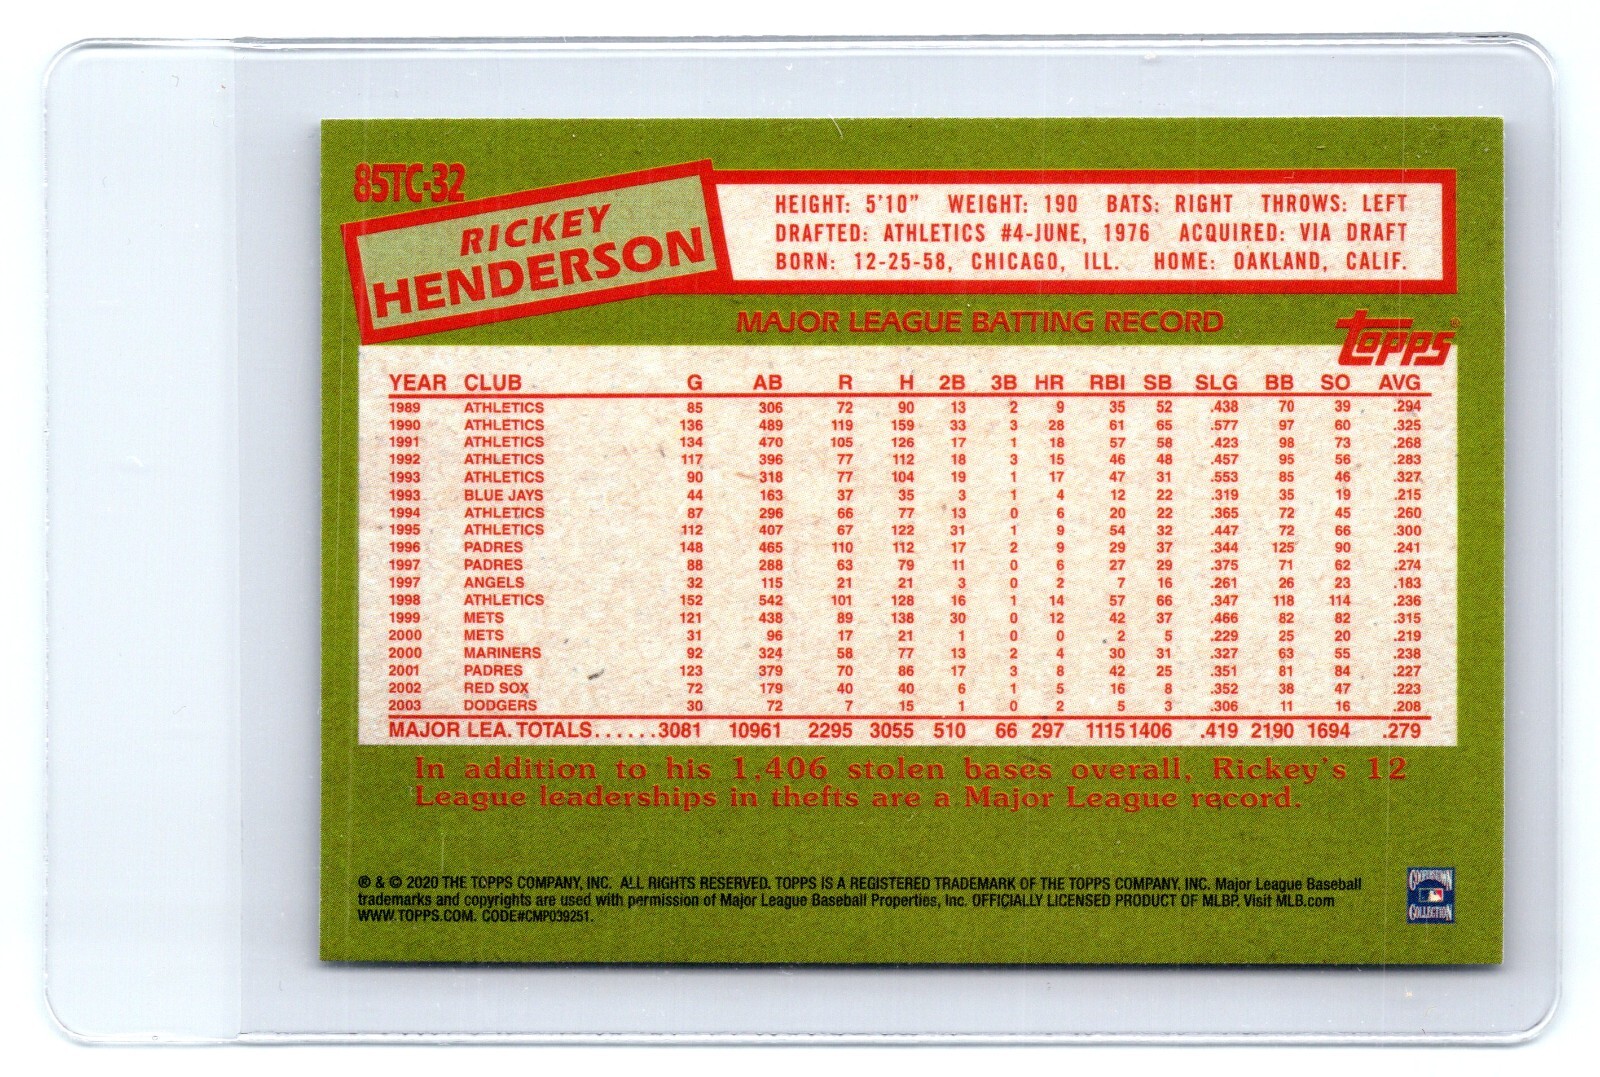 85TC-32
RICKEY
HENDERSON
HEIGHT: 5'10" WEIGHT: 190 BATS: RIGHT THROWS: LEFT
DRAFTED: ATHLETICS #4-JUNE, 1976 ACQUIRED: VIA DRAFT
BORN: 12-25-58, CHICAGO, ILL. HOME: OAKLAND, CALIF.
MAJOR LEAGUE BATTING RECORD
Topps®
YEAR CLUB G AB R H 2B 3B HR RBI SB SLG BB SO AVG
1989 ATHLETICS 85 306 72 90 13 2 9 35 52 .438 70 39 .294
1990 ATHLETICS 136 489 119 159 33 3 28 61 65 .577 97 60 .325
1991 ATHLETICS 134 470 105 126 17 1 18 57 58 .423 98 73 .268
1992 ATHLETICS 117 396 77 112 18 3 15 46 48 .457 95 56 .283
1993 ATHLETICS 90 318 77 104 19 1 17 47 31 .553 85 46 .327
1993 BLUE JAYS 44 163 37 35 3 1 4 12 22 .319 35 19 .215
1994 ATHLETICS 87 296 66 77 13 0 6 20 22 .365 72 45 .260
1995 ATHLETICS 112 407 67 122 31 1 9 54 32 .447 72 66 .300
1996 PADRES 148 465 110 112 17 2 9 29 37 .344 125 90 .241
1997 PADRES 88 288 63 79 11 0 6 27 29 .375 71 62 .274
1997 ANGELS 32 115 21 21 3 0 2 7 16 .261 26 23 .183
1998 ATHLETICS 152 542 101 128 16 1 14 57 66 .347 118 114 .236
1999 METS 121 438 89 138 30 0 12 42 37 .466 82 82 .315
2000 METS 31 96 17 21 1 0 0 2 5 .229 25 20 .219
2000 MARINERS 92 324 58 77 13 2 4 30 31 .327 63 55 .238
2001 PADRES 123 379 70 86 17 3 8 42 25 .351 81 84 .227
2002 RED SOX 72 179 40 40 6 1 5 16 8 .352 38 47 .223
2003 DODGERS 30 72 7 15 1 0 2 5 3 .306 11 16 .208
MAJOR LEA. TOTALS......3081 10961 2295 3055 510 66 297 1115 1406 .419 2190 1694 .279
In addition to his 1,406 stolen bases overall, Rickey's 12
League leaderships in thefts are a Major League record.
® & © 2020 THE TOPPS COMPANY, INC. ALL RIGHTS RESERVED. TOPPS IS A REGISTERED TRADEMARK OF THE TOPPS COMPANY, INC. Major League Baseball
trademarks and copyrights are used with permission of Major League Baseball Properties, Inc. OFFICIALLY LICENSED PRODUCT OF MLBP. Visit MLB.com
WWW.TOPPS.COM. CODE#CMP039251.
COOPERSTOWN
COLLECTION